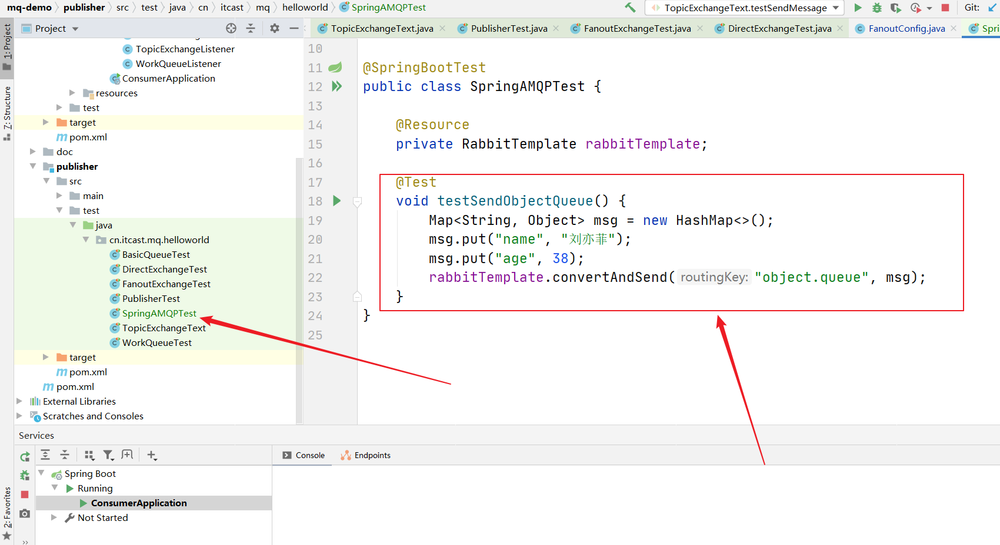 mq-demo publisher src test java cn itcast mq helloworld SpringAMQPTest
TopicExchangeText.testSendMessage
Git:
1: Project
Z: Structure
2: Favorites
Project
TopicExchangeText.java
PublisherTest.java
FanoutExchangeTest.java
DirectExchangeTest.java
FanoutConfig.java
Spri
TopicExchangeListener
WorkQueueListener
ConsumerApplication
resources
test
target
pom.xml
doc
publisher
src
main
test
java
cn.itcast.mq.helloworld
BasicQueueTest
DirectExchangeTest
FanoutExchangeTest
PublisherTest
SpringAMQPTest
TopicExchangeText
WorkQueueTest
target
pom.xml
pom.xml
External Libraries
Scratches and Consoles
10
11 @SpringBootTest
12 public class SpringAMQPTest {
13
14 @Resource
15 private RabbitTemplate rabbitTemplate;
16
17 @Test
18 void testSendObjectQueue() {
19 Map<String, Object> msg = new HashMap<>();
20 msg.put("name", "刘亦菲");
21 msg.put("age", 38);
22 rabbitTemplate.convertAndSend( routingKey: "object.queue", msg);
23 }
24 }
25
Services
Console
Endpoints
Spring Boot
Running
ConsumerApplication
Not Started